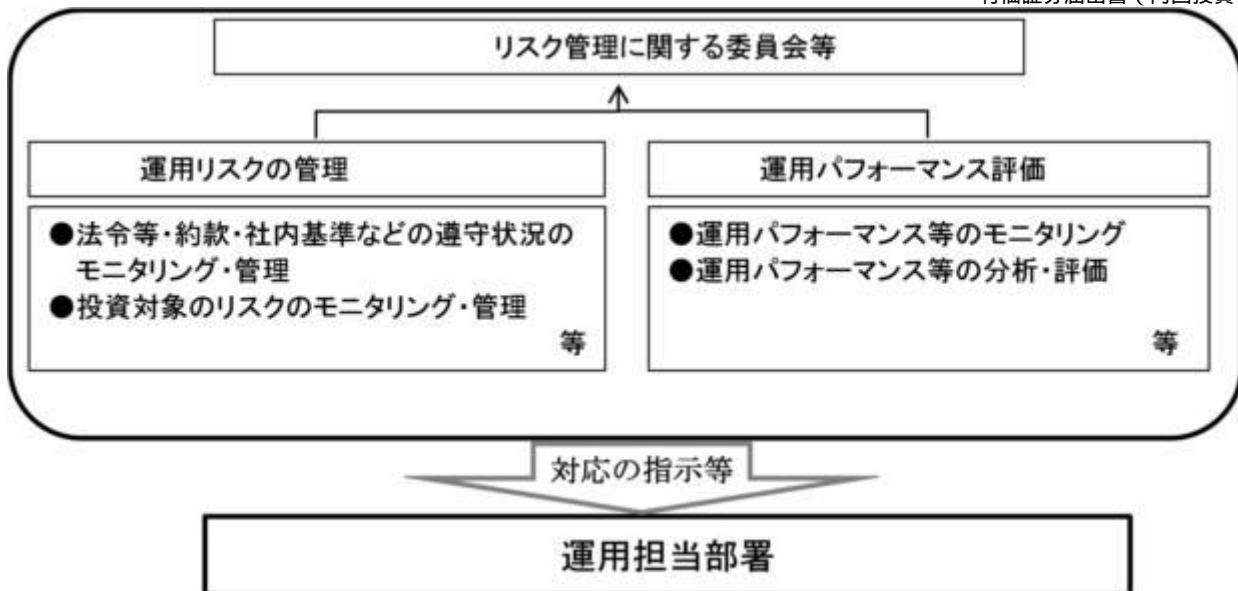 リスク管理に関する委員会等
運用リスクの管理
●法令等・約款・社内基準などの遵守状況の
モニタリング・管理
●投資対象のリスクのモニタリング・管理
等
運用パフォーマンス評価
●運用パフォーマンス等のモニタリング
●運用パフォーマンス等の分析・評価
等
対応の指示等
運用担当部署